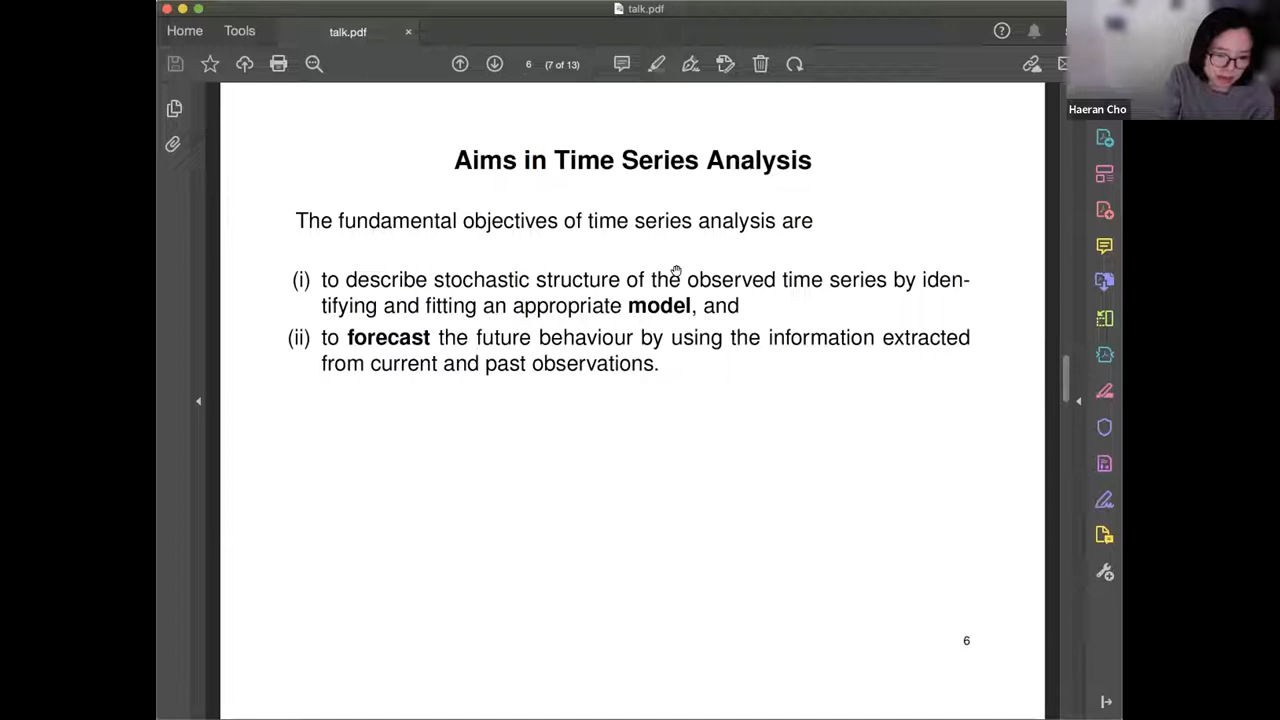 talk.pdf
Home Tools talk.pdf ×
6 (7 of 13)
Haeran Cho
Aims in Time Series Analysis
The fundamental objectives of time series analysis are
(i) to describe stochastic structure of the observed time series by iden-
tifying and fitting an appropriate model, and
(ii) to forecast the future behaviour by using the information extracted
from current and past observations.
6